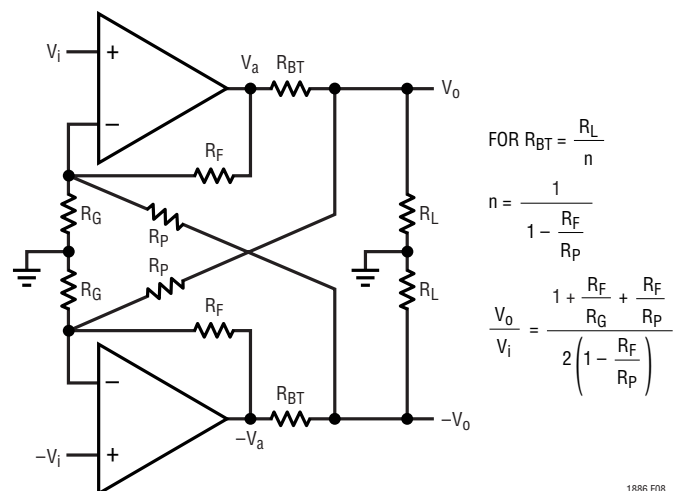 V_i
+
−
V_a
R_BT
V_o
R_F
R_G
R_P
R_L
R_G
R_P
R_L
R_F
−
+
−V_i
R_BT
−V_a
−V_o
FOR R_BT = R_L / n
n = 1 / (1 − R_F / R_P)
V_o / V_i = (1 + R_F / R_G + R_F / R_P) / (2 (1 − R_F / R_P))
1886 F08